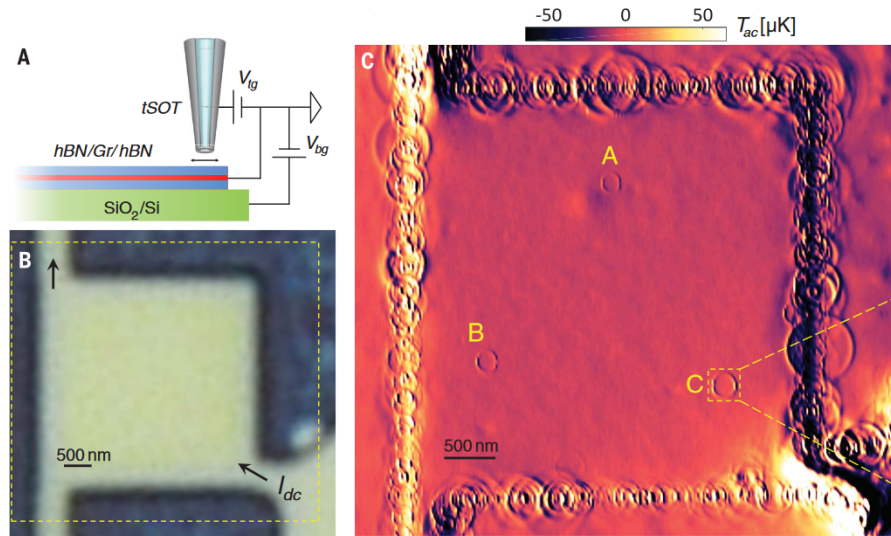 A
tSOT
V_tg
V_bg
hBN/Gr/hBN
SiO₂/Si
B
500 nm
I_dc
-50 0 50 T_ac [µK]
C
A
B
C
500 nm